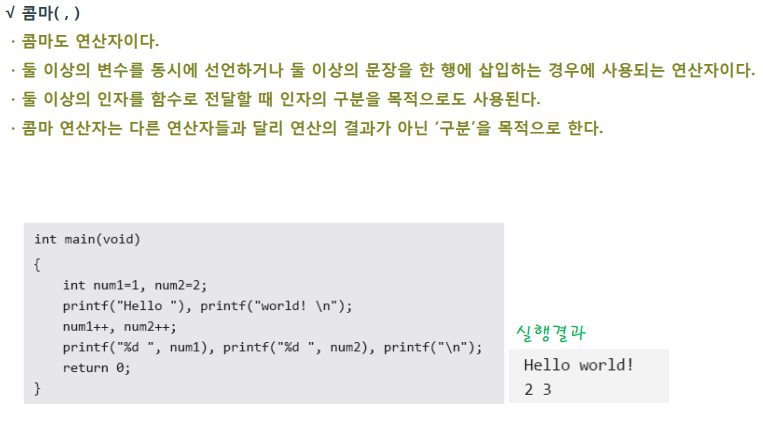 √ 콤마( , )
· 콤마도 연산자이다.
· 둘 이상의 변수를 동시에 선언하거나 둘 이상의 문장을 한 행에 삽입하는 경우에 사용되는 연산자이다.
· 둘 이상의 인자를 함수로 전달할 때 인자의 구분을 목적으로도 사용된다.
· 콤마 연산자는 다른 연산자들과 달리 연산의 결과가 아닌 ‘구분’을 목적으로 한다.
int main(void)
{
    int num1=1, num2=2;
    printf("Hello "), printf("world! \n");
    num1++, num2++;
    printf("%d ", num1), printf("%d ", num2), printf("\n");
    return 0;
}
실행결과
Hello world!
2 3